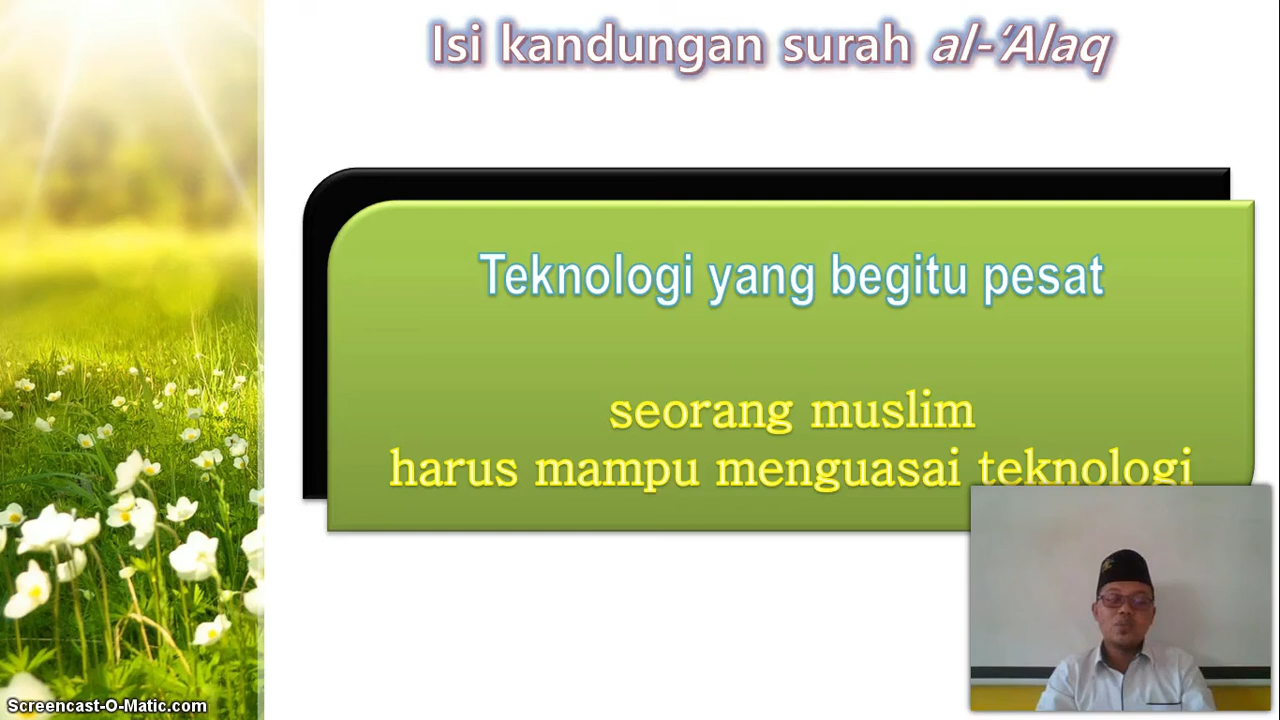 Isi kandungan surah al-‘Alaq
Teknologi yang begitu pesat
seorang muslim
harus mampu menguasai teknologi
Screencast-O-Matic.com